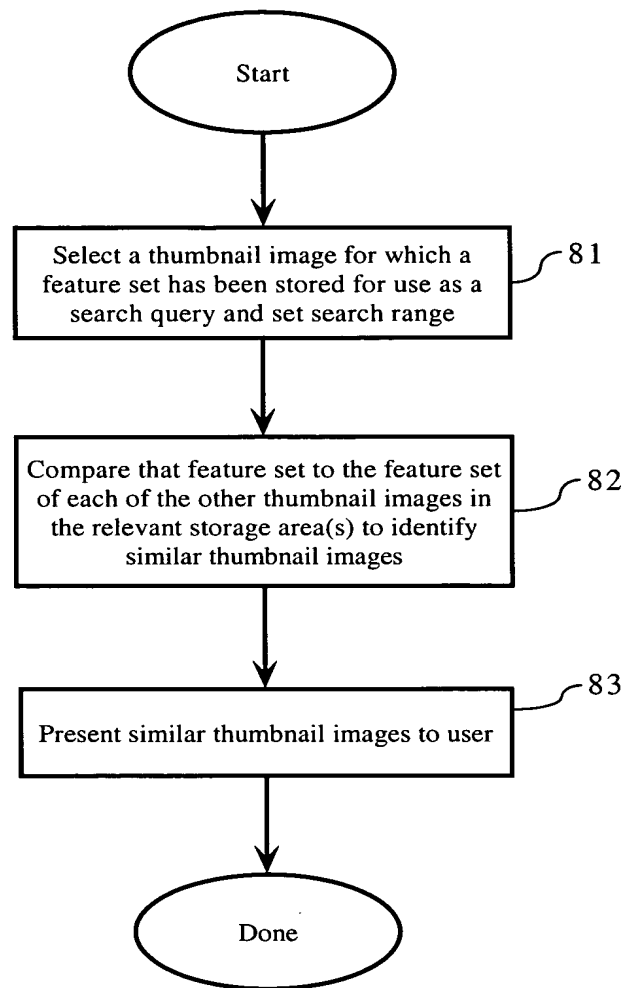 Start
Select a thumbnail image for which a
feature set has been stored for use as a
search query and set search range
81
Compare that feature set to the feature set
of each of the other thumbnail images in
the relevant storage area(s) to identify
similar thumbnail images
82
Present similar thumbnail images to user
83
Done